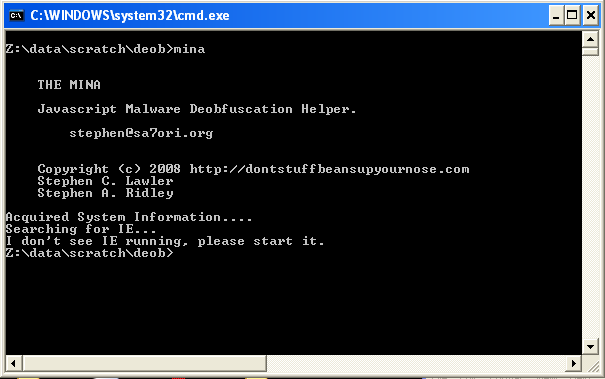 C:\WINDOWS\system32\cmd.exe
Z:\data\scratch\deob>mina
THE MINA
Javascript Malware Deobfuscation Helper.
stephen@sa7ori.org
Copyright (c) 2008 http://dontstuffbeansupyournose.com
Stephen C. Lawler
Stephen A. Ridley
Acquired System Information....
Searching for IE...
I don't see IE running, please start it.
Z:\data\scratch\deob>